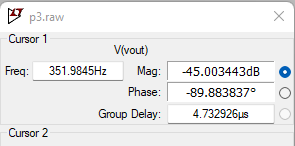 p3.raw
Cursor 1
V(vout)
Freq: 351.9845Hz Mag: -45.003443dB
Phase: -89.883837°
Group Delay: 4.732926µs
Cursor 2